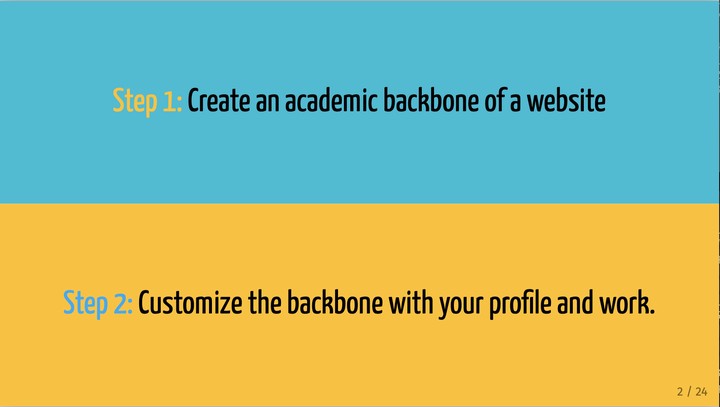 Step 1: Create an academic backbone of a website
Step 2: Customize the backbone with your profile and work.
2 / 24